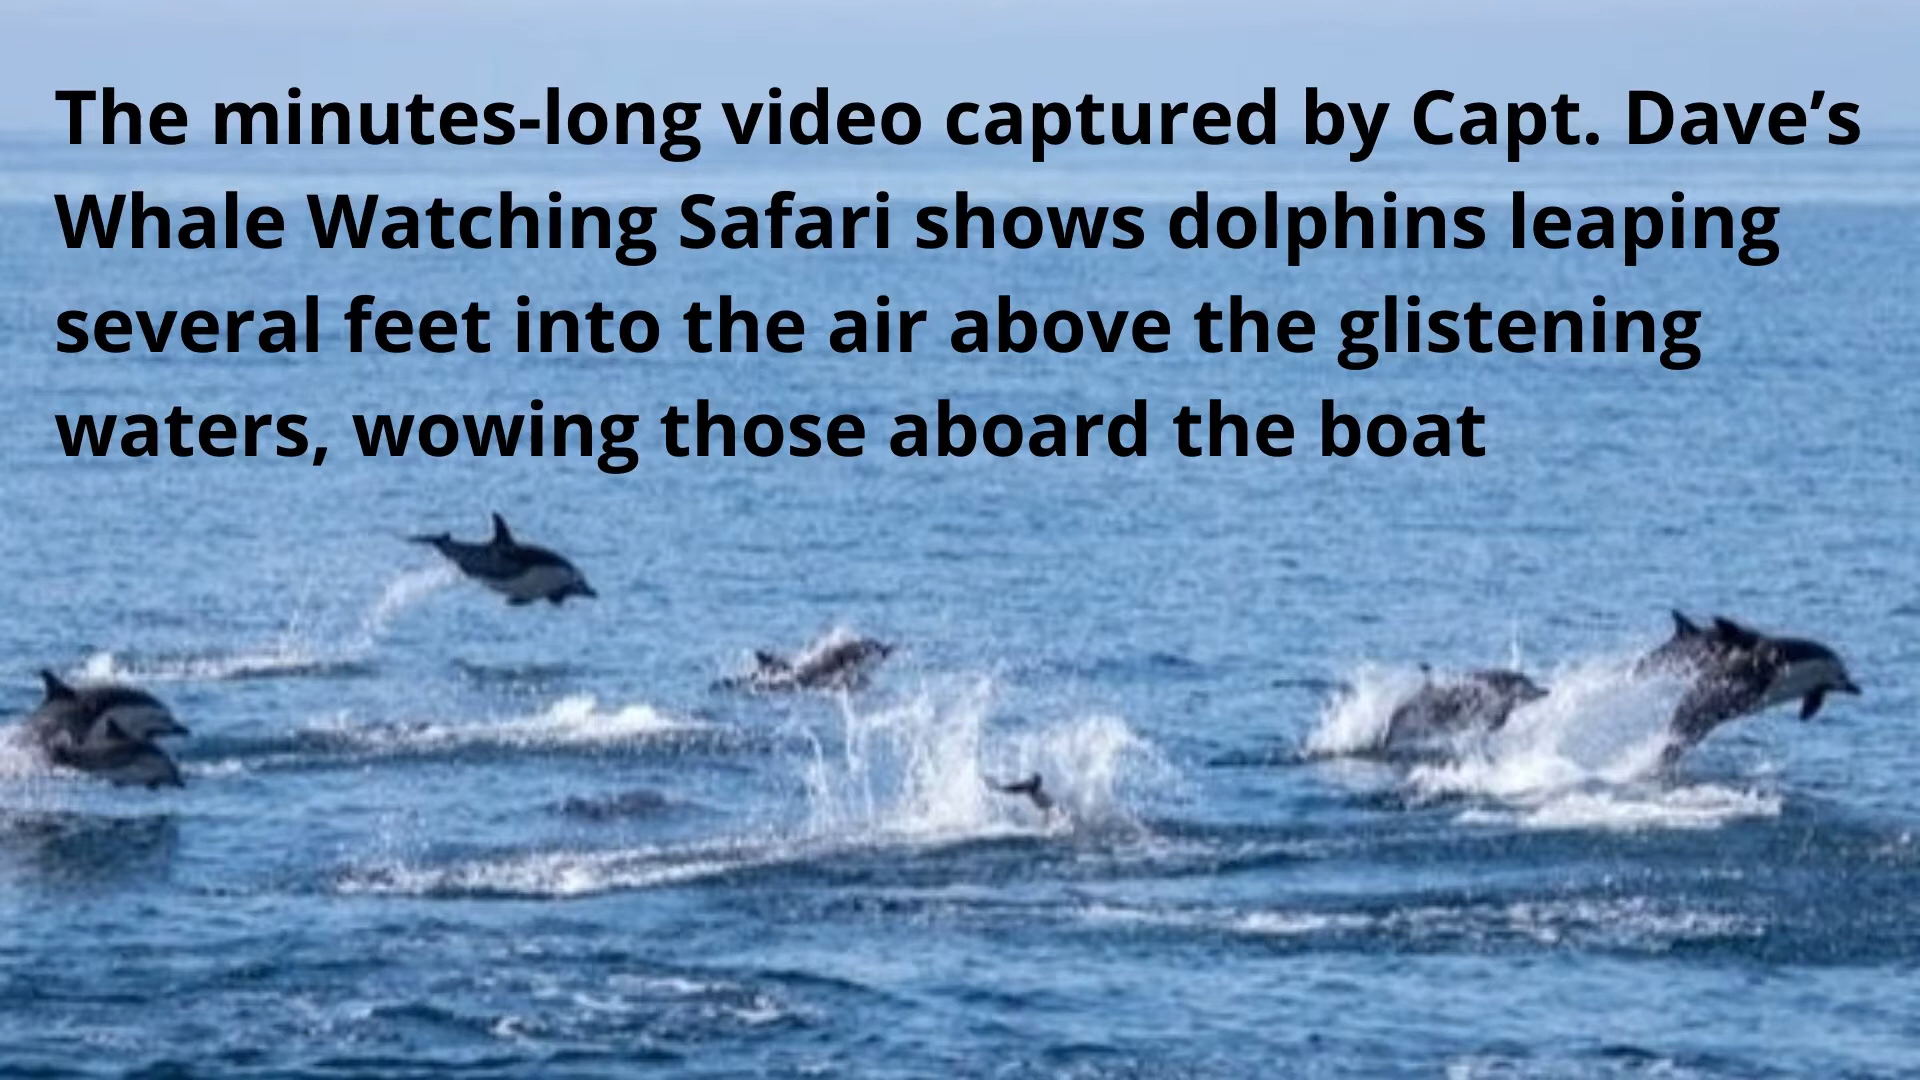 The minutes-long video captured by Capt. Dave’s
Whale Watching Safari shows dolphins leaping
several feet into the air above the glistening
waters, wowing those aboard the boat